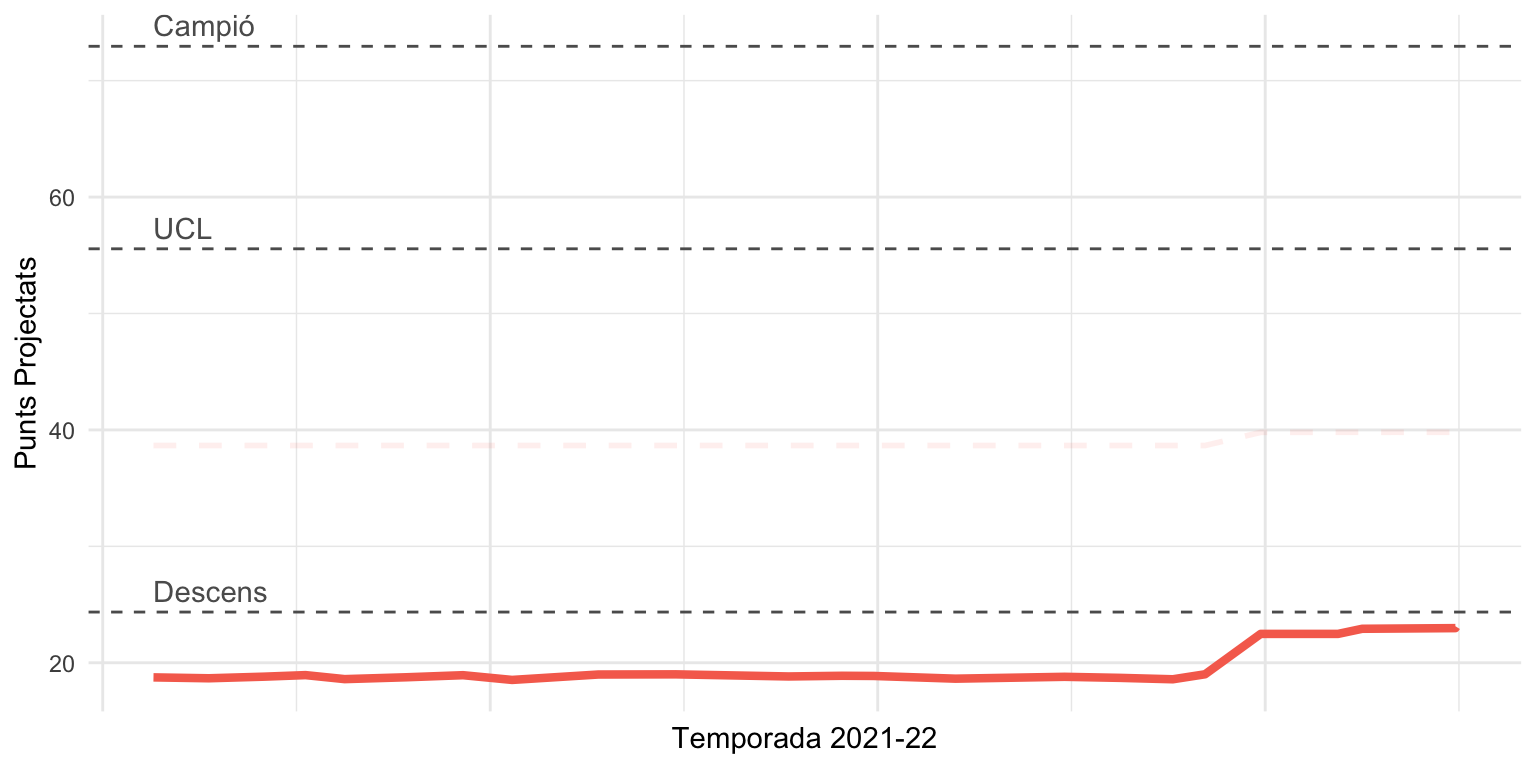 Campió
60
UCL
Punts Projectats
40
Descens
20
Temporada 2021-22